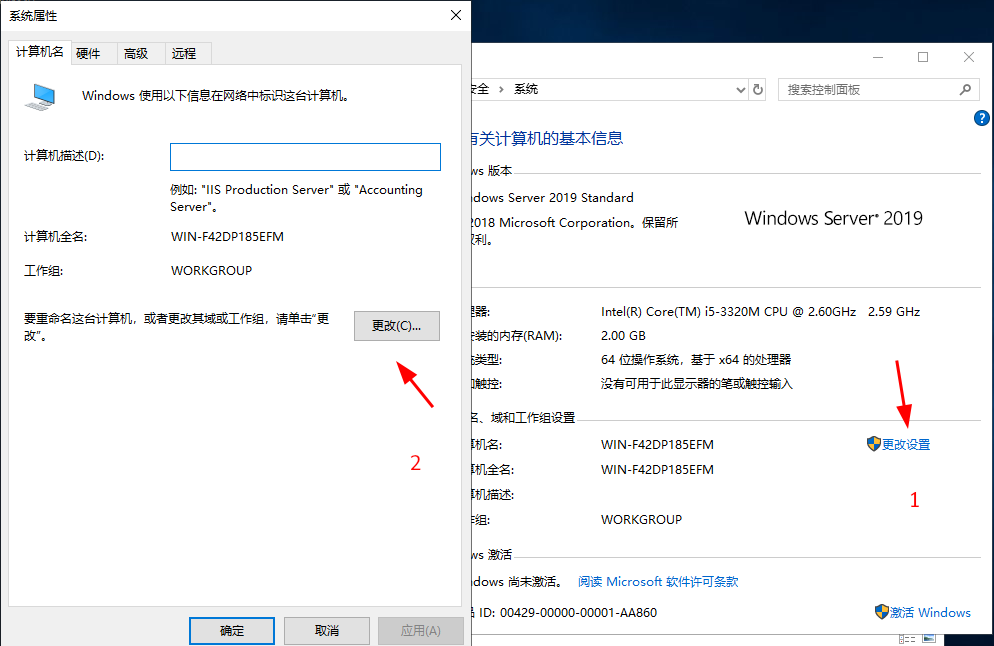 系统属性
计算机名 硬件 高级 远程
Windows 使用以下信息在网络中标识这台计算机。
计算机描述(D):
例如: "IIS Production Server" 或 "Accounting
Server"。
计算机全名: WIN-F42DP185EFM
工作组: WORKGROUP
要重命名这台计算机，或者更改其域或工作组，请单击“更
改”。
更改(C)...
2
确定 取消 应用(A)
安全 › 系统
搜索控制面板
?
有关计算机的基本信息
ws 版本
dows Server 2019 Standard
2018 Microsoft Corporation。保留所
权利。
Windows Server® 2019
理器: Intel(R) Core(TM) i5-3320M CPU @ 2.60GHz 2.59 GHz
安装的内存(RAM): 2.00 GB
统类型: 64 位操作系统，基于 x64 的处理器
和触控: 没有可用于此显示器的笔或触控输入
名、域和工作组设置
算机名: WIN-F42DP185EFM
更改设置
算机全名: WIN-F42DP185EFM
1
算机描述:
作组: WORKGROUP
ws 激活
dows 尚未激活。 阅读 Microsoft 软件许可条款
品 ID: 00429-00000-00001-AA860
激活 Windows